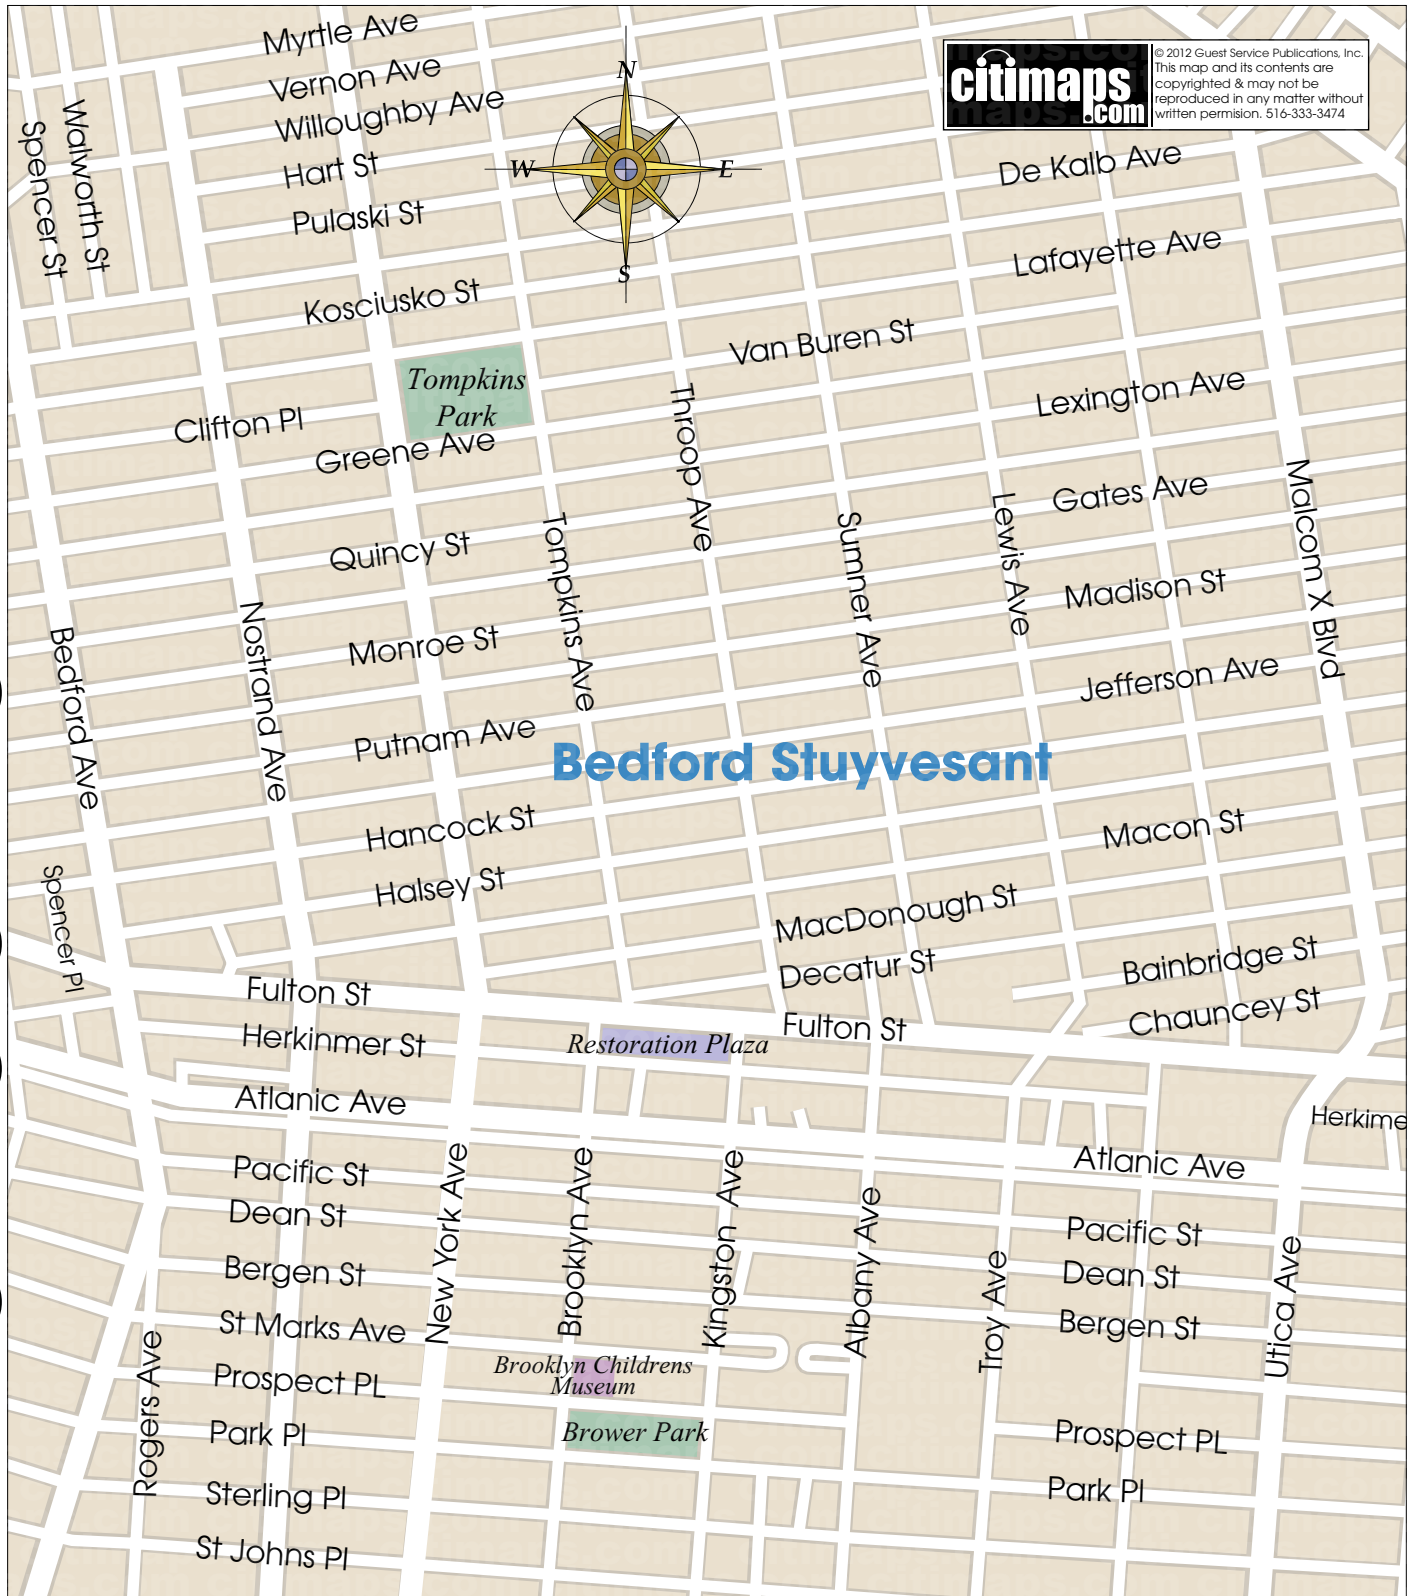 Myrtle Ave
Vernon Ave
Willoughby Ave
Hart St
Pulaski St
Kosciusko St
Walworth St
Spencer St
N
W
E
S
citimaps
.com
© 2012 Guest Service Publications, Inc.
This map and its contents are
copyrighted & may not be
reproduced in any matter without
written permision. 516-333-3474
De Kalb Ave
Lafayette Ave
Van Buren St
Lexington Ave
Tompkins
Park
Clifton Pl
Greene Ave
Throop Ave
Gates Ave
Malcom X Blvd
Lewis Ave
Sumner Ave
Tompkins Ave
Quincy St
Madison St
Nostrand Ave
Bedford Ave
Monroe St
Jefferson Ave
Putnam Ave
Bedford Stuyvesant
Hancock St
Macon St
Halsey St
Spencer Pl
MacDonough St
Decatur St
Bainbridge St
Chauncey St
Fulton St
Fulton St
Herkinmer St
Restoration Plaza
Atlanic Ave
Herkime
Atlanic Ave
Pacific St
Dean St
Bergen St
St Marks Ave
Prospect PL
Park Pl
Sterling Pl
St Johns Pl
Rogers Ave
New York Ave
Brooklyn Ave
Kingston Ave
Albany Ave
Troy Ave
Utica Ave
Pacific St
Dean St
Bergen St
Brooklyn Childrens
Museum
Brower Park
Prospect PL
Park Pl